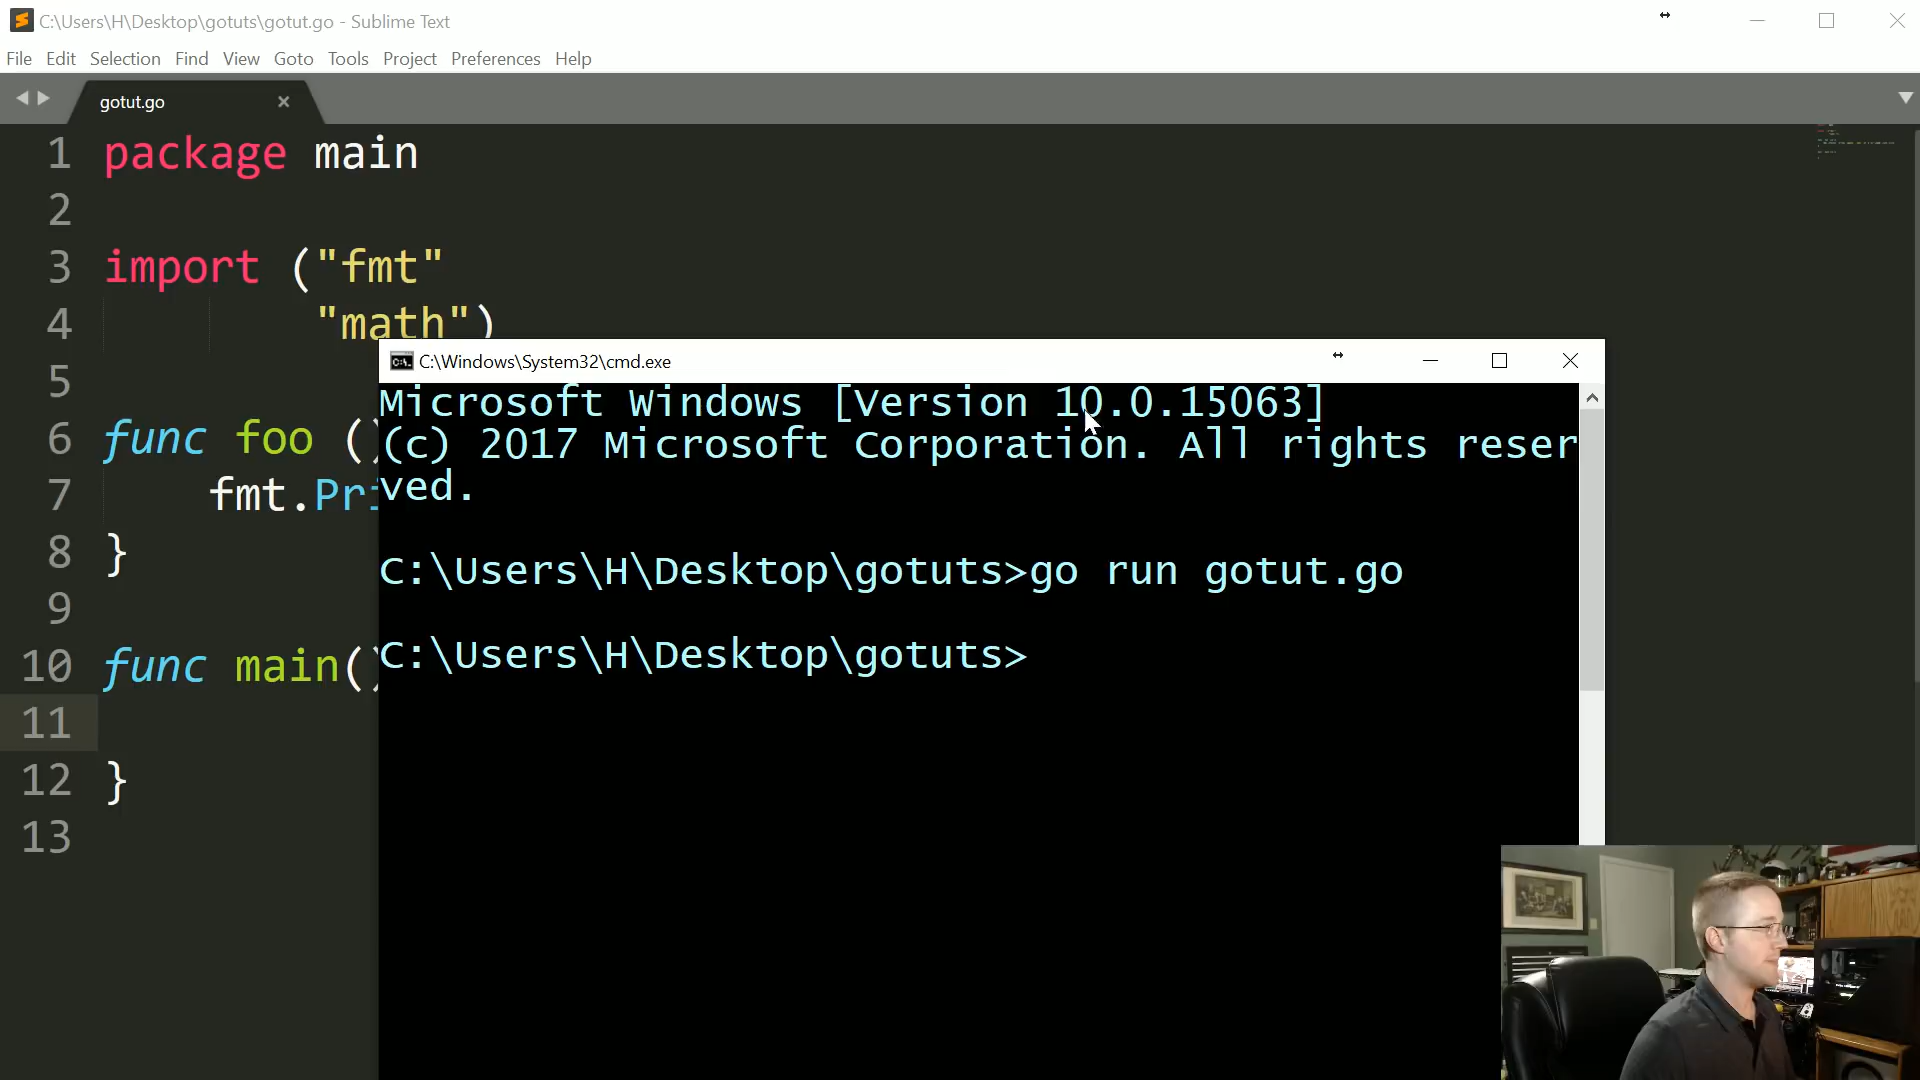 C:\Users\H\Desktop\gotuts\gotut.go - Sublime Text
File Edit Selection Find View Goto Tools Project Preferences Help
gotut.go
1 package main
2
3 import ("fmt"
4 "math")
5
6 func foo ()
7 fmt.Pri
8 }
9
10 func main()
11
12 }
13
C:\Windows\System32\cmd.exe
Microsoft Windows [Version 10.0.15063]
(c) 2017 Microsoft Corporation. All rights reser
ved.
C:\Users\H\Desktop\gotuts>go run gotut.go
C:\Users\H\Desktop\gotuts>